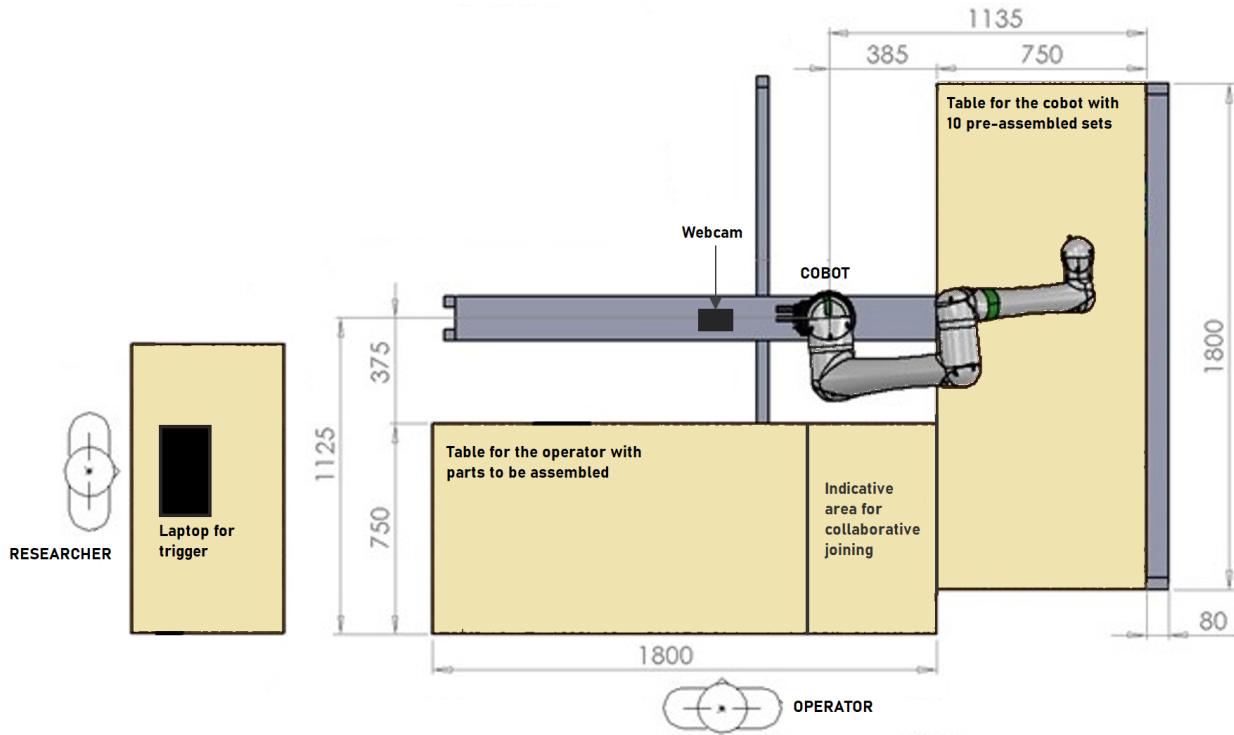 1135
385
750
Table for the cobot with
10 pre-assembled sets
Webcam
COBOT
375
1800
1125
Table for the operator with
parts to be assembled
Indicative
area for
collaborative
joining
750
Laptop for
trigger
RESEARCHER
80
1800
OPERATOR